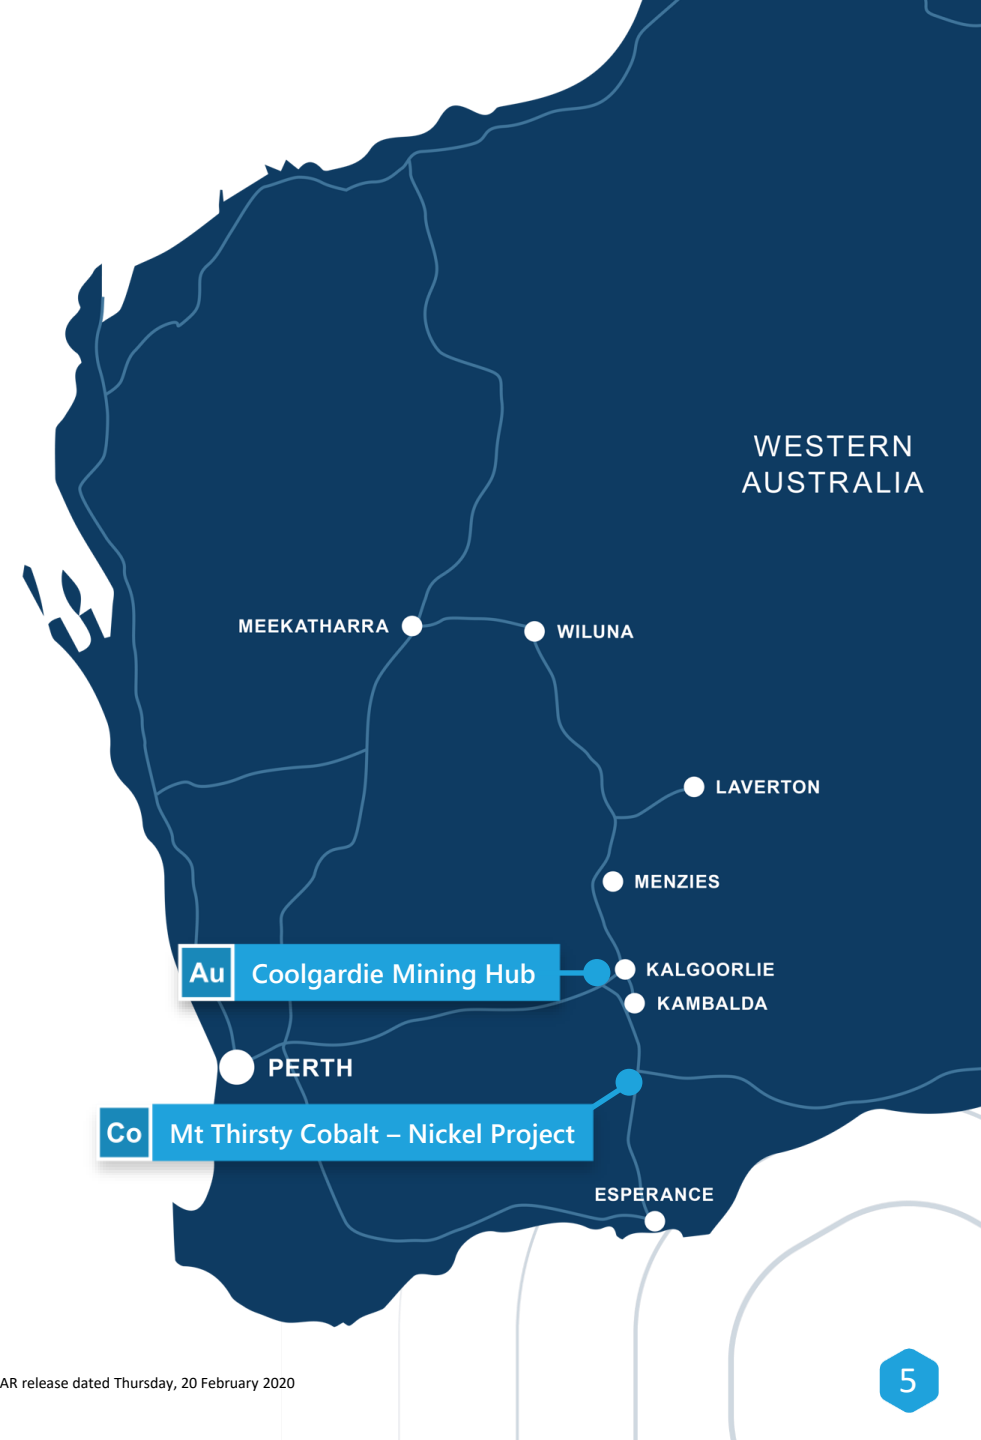 WESTERN
AUSTRALIA
MEEKATHARRA
WILUNA
LAVERTON
MENZIES
Au Coolgardie Mining Hub
KALGOORLIE
KAMBALDA
PERTH
Co Mt Thirsty Cobalt – Nickel Project
ESPERANCE
AR release dated Thursday, 20 February 2020
5